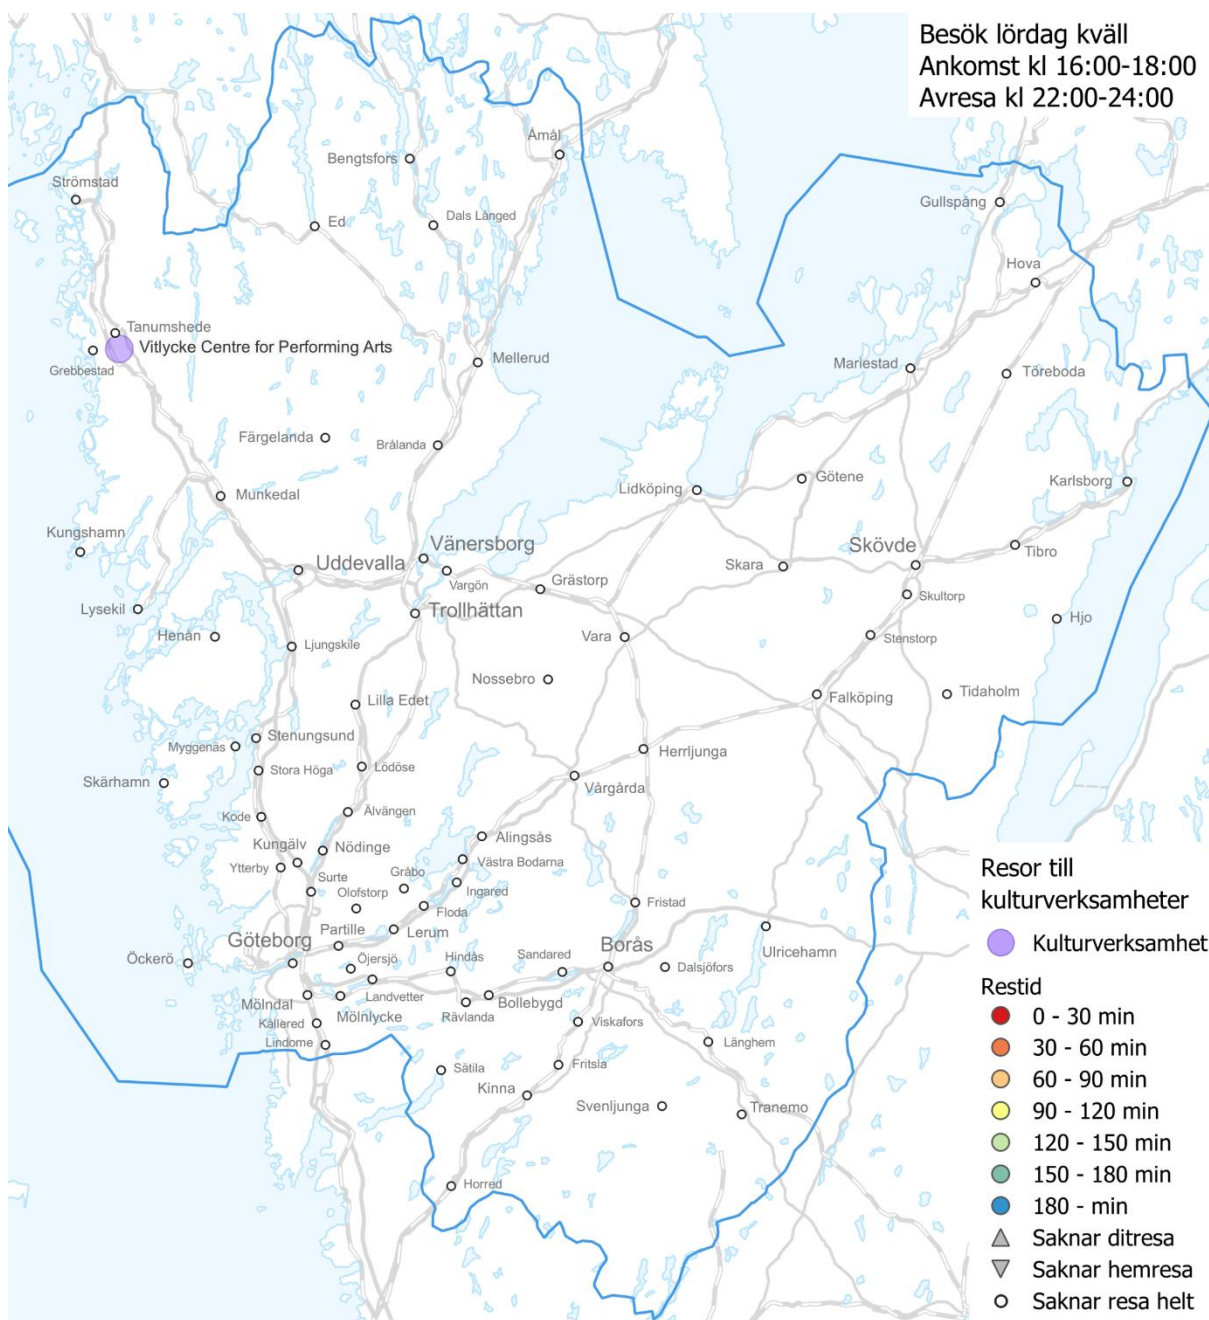 Besök lördag kväll
Ankomst kl 16:00-18:00
Avresa kl 22:00-24:00
Åmål
Bengtsfors
Strömstad
Gullspång
Ed
Dals Långed
Hova
Tanumshede
Vitlycke Centre for Performing Arts
Grebbestad
Mellerud
Mariestad
Töreboda
Färgelanda
Brålanda
Munkedal
Lidköping
Götene
Karlsborg
Kungshamn
Vänersborg
Skövde
Tibro
Uddevalla
Skara
Vargön
Grästorp
Skultorp
Lysekil
Trollhättan
Hjo
Henån
Vara
Stenstorp
Ljungskile
Nossebro
Tidaholm
Lilla Edet
Falköping
Stenungsund
Myggenäs
Herrljunga
Stora Höga
Lödöse
Skärhamn
Vårgårda
Kode
Älvängen
Alingsås
Kungälv
Nödinge
Västra Bodarna
Ytterby
Surte
Gråbo
Ingared
Olofstorp
Floda
Fristad
Partille
Lerum
Göteborg
Borås
Ulricehamn
Öckerö
Öjersjö
Hindås
Sandared
Dalsjöfors
Mölndal
Landvetter
Bollebygd
Mölnlycke
Rävlanda
Kållered
Viskafors
Lindome
Länghem
Sätila
Fritsla
Kinna
Svenljunga
Tranemo
Horred
Resor till
kulturverksamheter
Kulturverksamhet
Restid
0 - 30 min
30 - 60 min
60 - 90 min
90 - 120 min
120 - 150 min
150 - 180 min
180 - min
Saknar ditresa
Saknar hemresa
Saknar resa helt